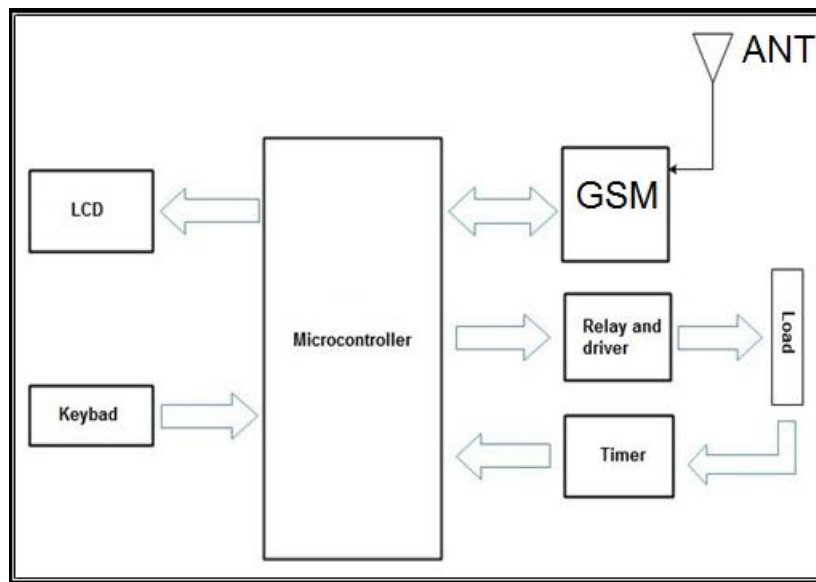 ANT
LCD
GSM
Microcontroller
Relay and
driver
Load
Keybad
Timer